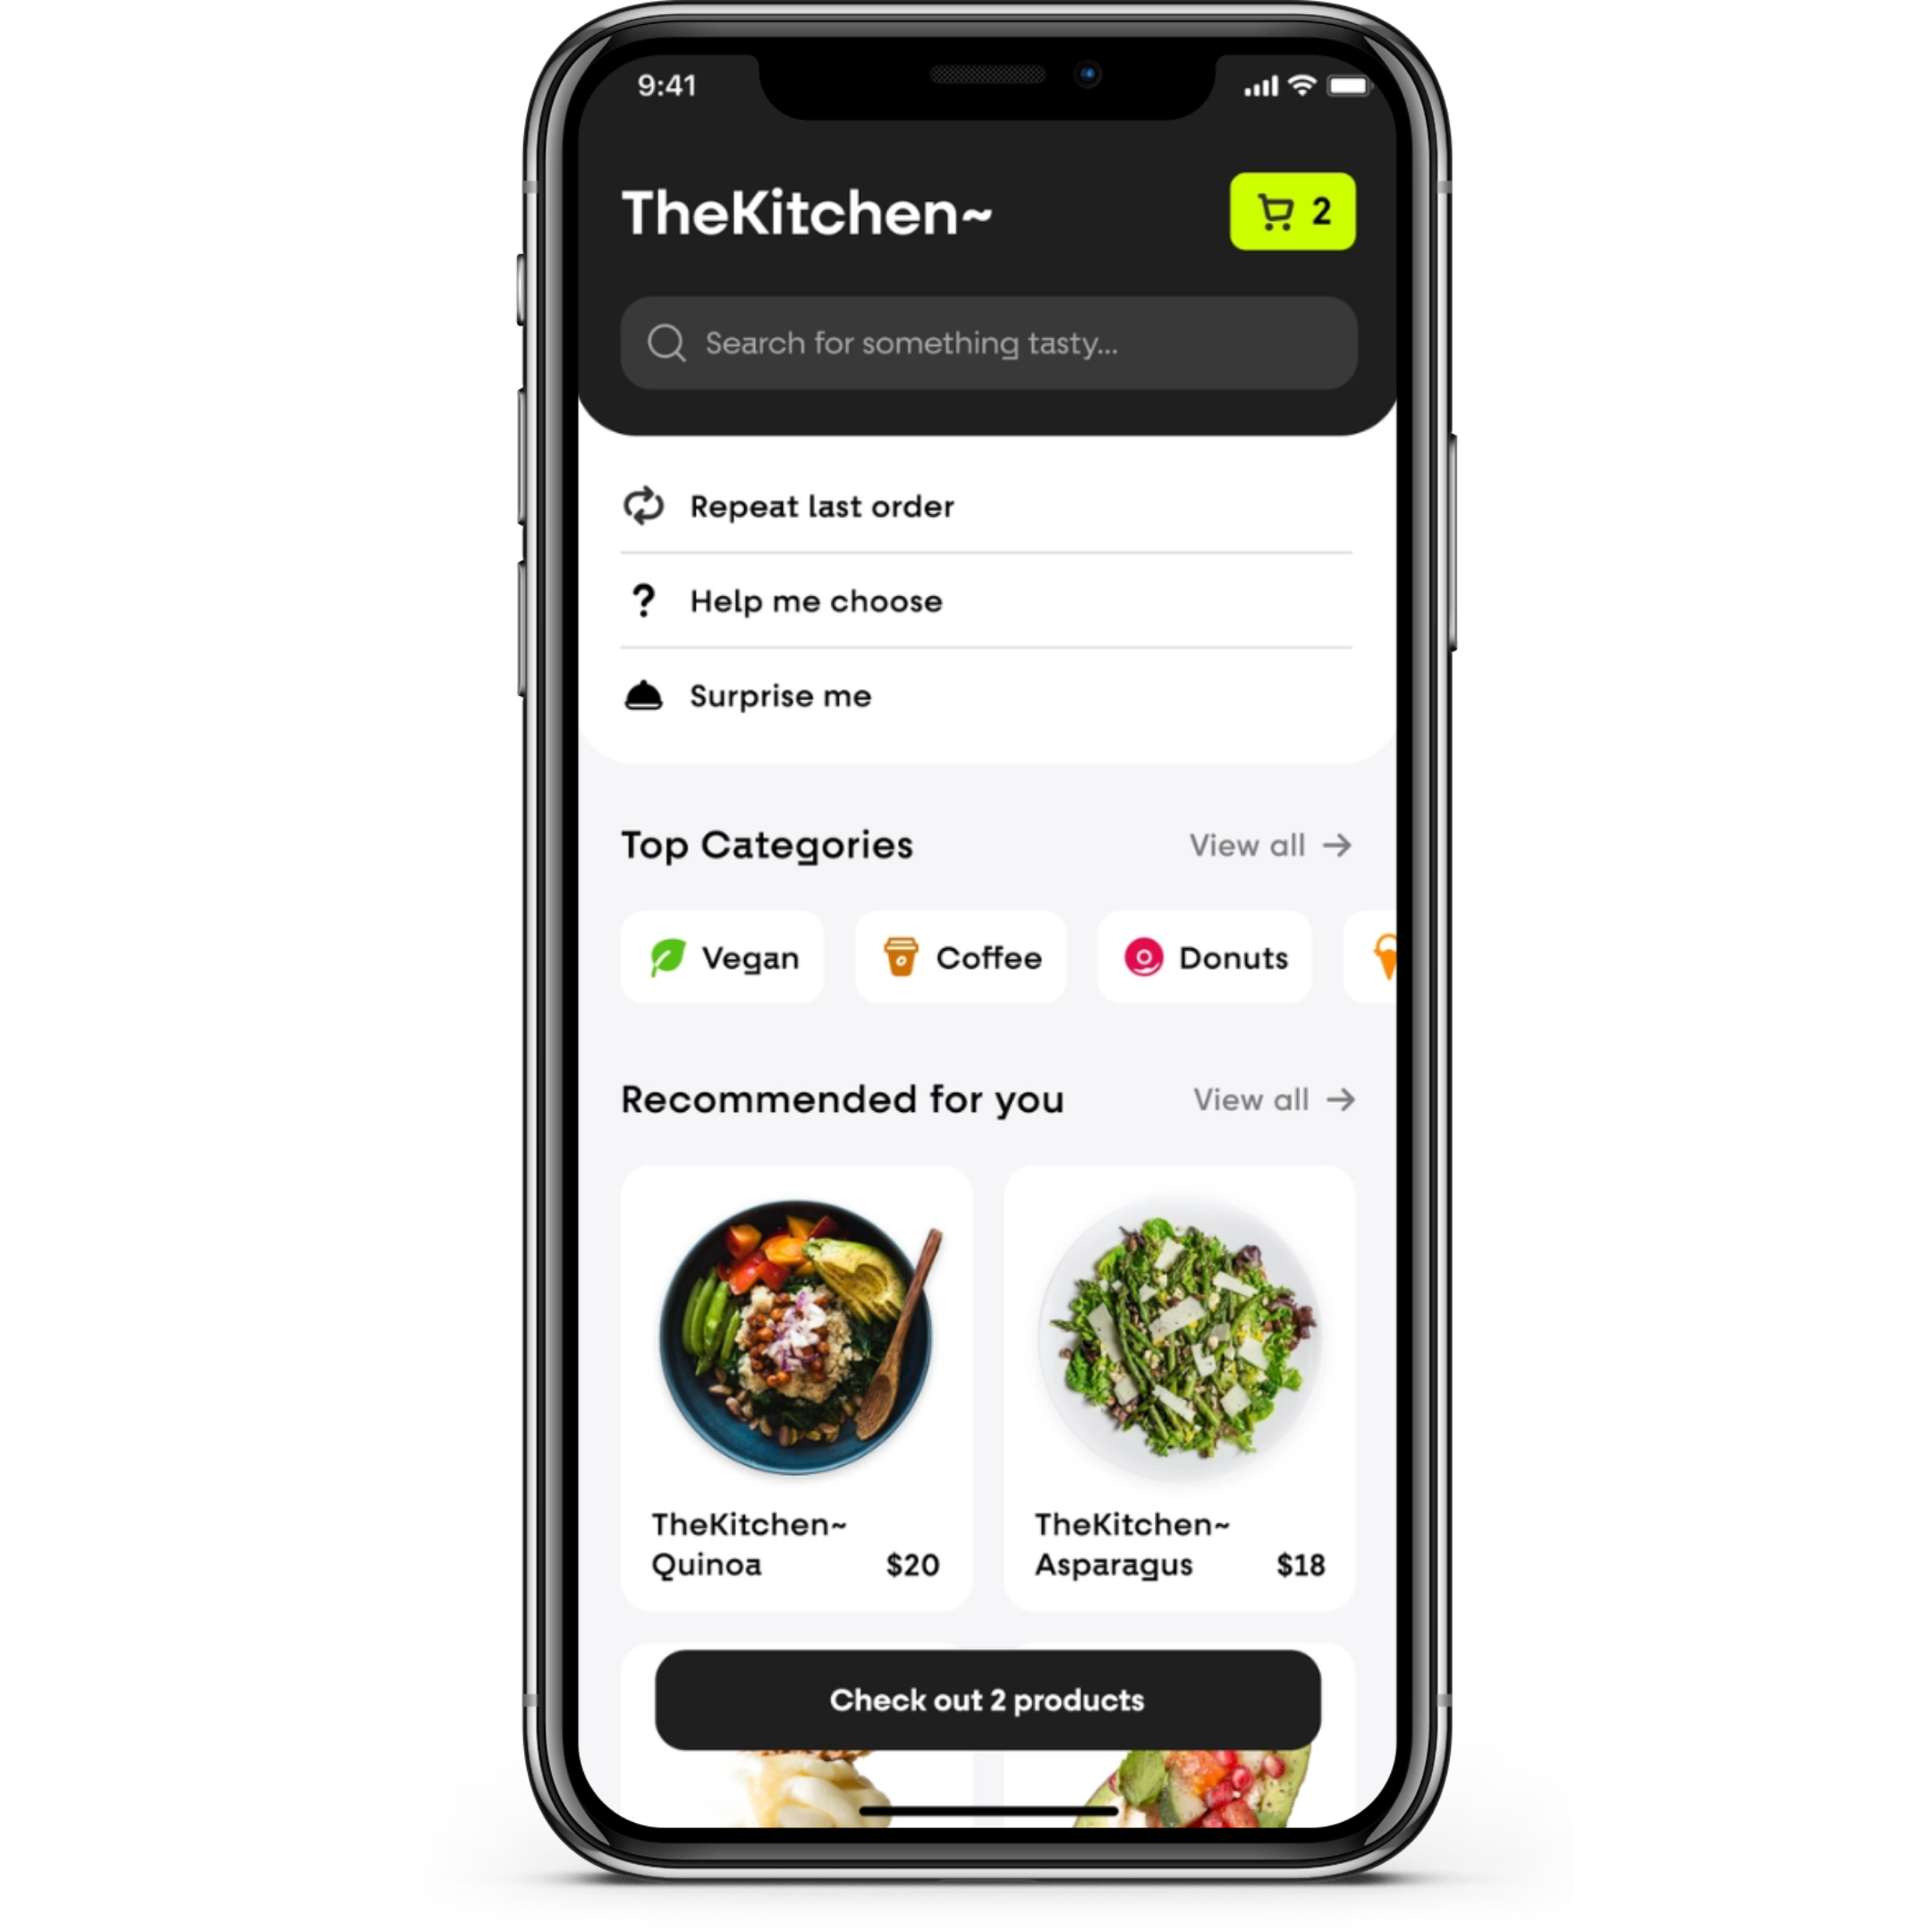 9:41
TheKitchen~
2
Search for something tasty...
Repeat last order
? Help me choose
Surprise me
Top Categories
View all →
Vegan
Coffee
Donuts
Recommended for you
View all →
TheKitchen~
Quinoa
$20
TheKitchen~
Asparagus
$18
Check out 2 products